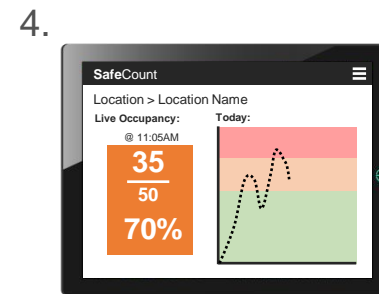 4.
SafeCount
Location > Location Name
Live Occupancy:
Today:
@ 11:05AM
35
50
70%